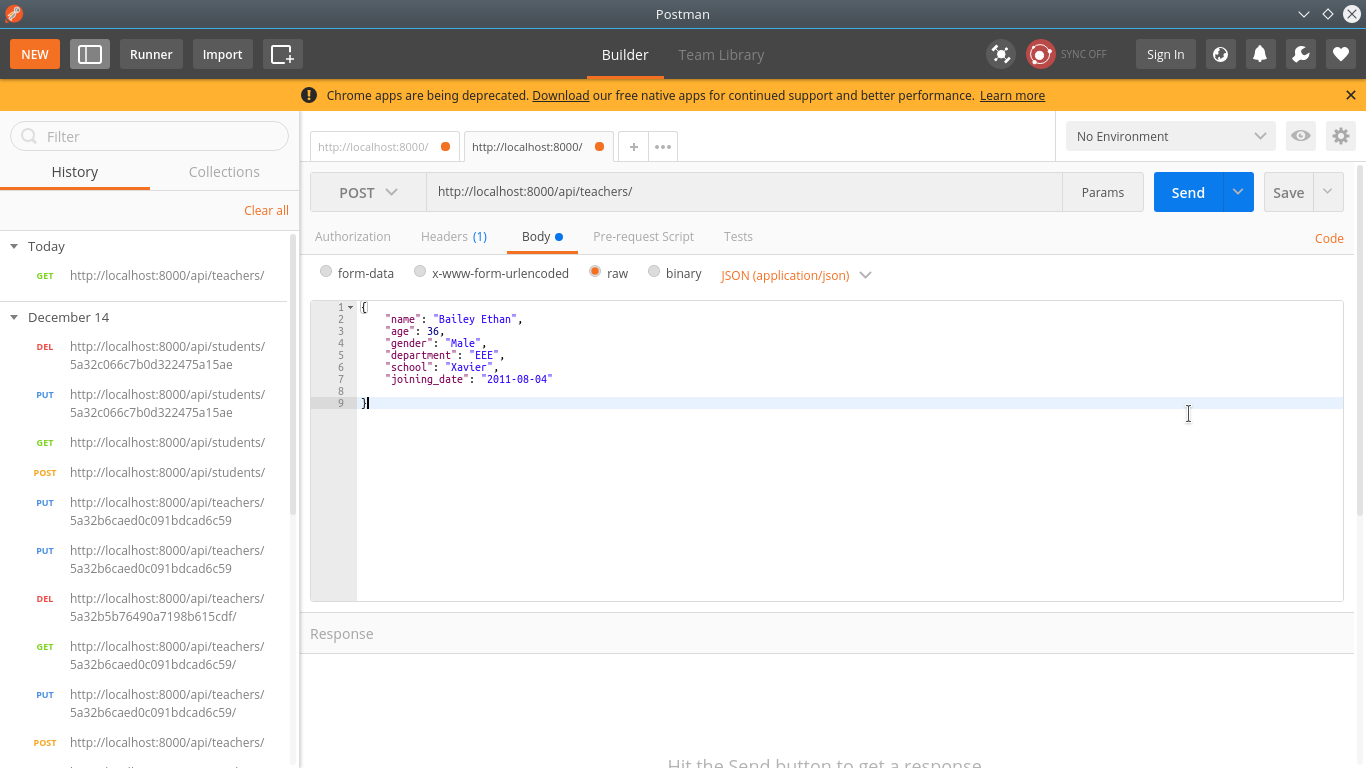 Postman
NEW Runner Import Builder Team Library SYNC OFF Sign In
Chrome apps are being deprecated. Download our free native apps for continued support and better performance. Learn more
Filter
History Collections
Clear all
Today
GET http://localhost:8000/api/teachers/
December 14
DEL http://localhost:8000/api/students/
5a32c066c7b0d322475a15ae
PUT http://localhost:8000/api/students/
5a32c066c7b0d322475a15ae
GET http://localhost:8000/api/students/
POST http://localhost:8000/api/students/
PUT http://localhost:8000/api/teachers/
5a32b6caed0c091bdcad6c59
PUT http://localhost:8000/api/teachers/
5a32b6caed0c091bdcad6c59
DEL http://localhost:8000/api/teachers/
5a32b5b76490a7198b615cdf/
GET http://localhost:8000/api/teachers/
5a32b6caed0c091bdcad6c59/
PUT http://localhost:8000/api/teachers/
5a32b6caed0c091bdcad6c59/
POST http://localhost:8000/api/teachers/
http://localhost:8000/ http://localhost:8000/ + ••• No Environment
POST http://localhost:8000/api/teachers/ Params Send Save
Authorization Headers (1) Body Pre-request Script Tests Code
form-data x-www-form-urlencoded raw binary JSON (application/json)
1 {
2 "name": "Bailey Ethan",
3 "age": 36,
4 "gender": "Male",
5 "department": "EEE",
6 "school": "Xavier",
7 "joining_date": "2011-08-04"
8
9 }
Response
Hit the Send button to get a response